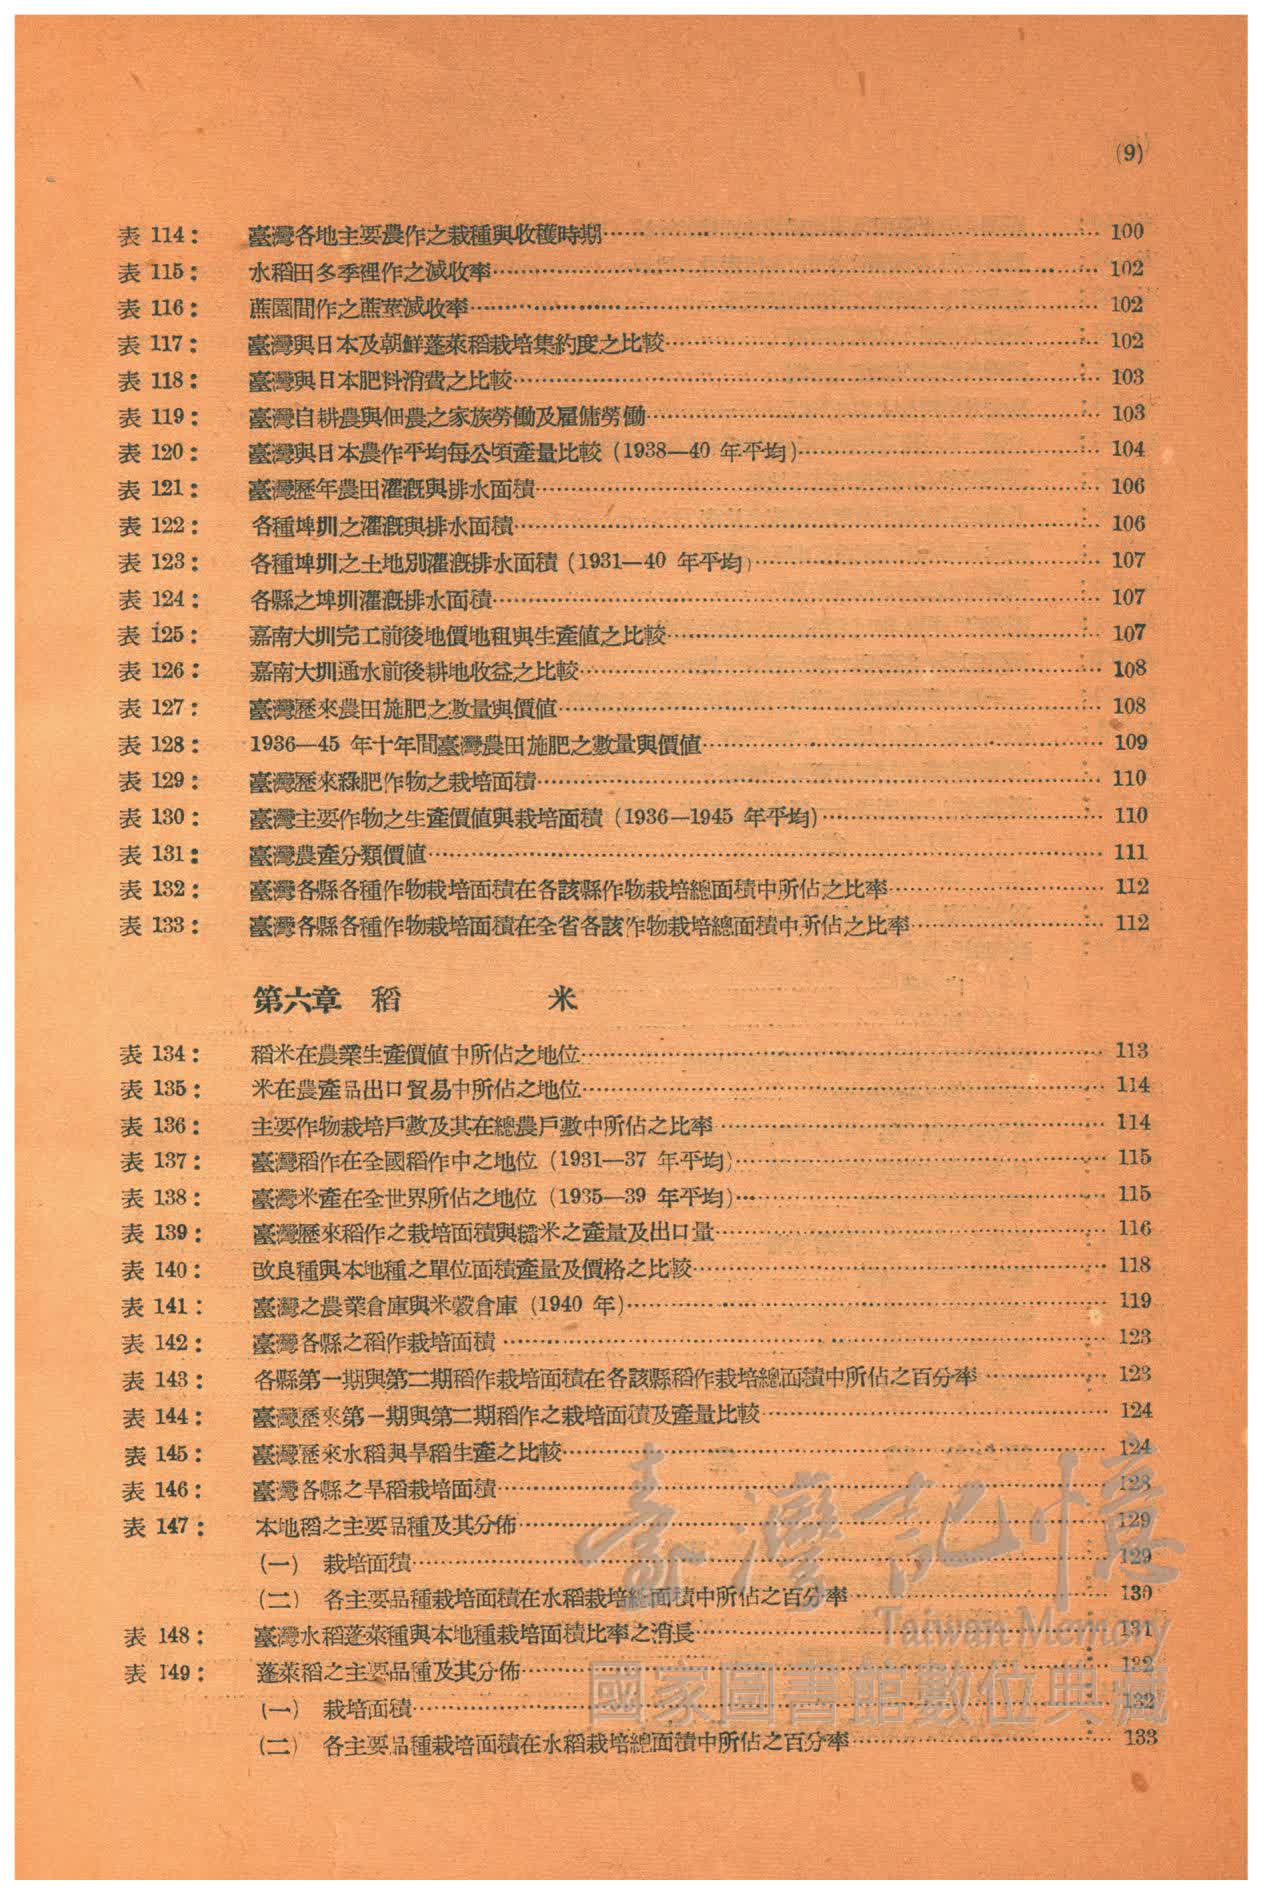 (9)
表 114： 臺灣各地主要農作之栽種與收穫時期 100
表 115： 水稻田冬季裡作之減收率 102
表 116： 蔗園間作之蔗莖減收率 102
表 117： 臺灣與日本及朝鮮蓬萊稻栽培集約度之比較 102
表 118： 臺灣與日本肥料消費之比較 103
表 119： 臺灣自耕農與佃農之家族勞働及雇傭勞働 103
表 120： 臺灣與日本農作平均每公頃產量比較 (1938—40 年平均) 104
表 121： 臺灣歷年農田灌漑與排水面積 106
表 122： 各種埤圳之灌漑與排水面積 106
表 123： 各種埤圳之土地別灌漑排水面積 (1931—40 年平均) 107
表 124： 各縣之埤圳灌漑排水面積 107
表 125： 嘉南大圳完工前後地價地租與生產值之比較 107
表 126： 嘉南大圳通水前後耕地收益之比較 108
表 127： 臺灣歷來農田施肥之數量與價值 108
表 128： 1936—45 年十年間臺灣農田施肥之數量與價値 109
表 129： 臺灣歷來綠肥作物之栽培面積 110
表 130： 臺灣主要作物之生產價値與栽培面積 (1936—1945 年平均) 110
表 131： 臺灣農產分類價値 111
表 132： 臺灣各縣各種作物栽培面積在各該縣作物栽培總面積中所佔之比率 112
表 133： 臺灣各縣各種作物栽培面積在全省各該作物栽培總面積中所佔之比率 112
第六章 稻 米
表 134： 稻米在農業生產價値中所佔之地位 113
表 135： 米在農產品出口貿易中所佔之地位 114
表 136： 主要作物栽培戶數及其在總農戶數中所佔之比率 114
表 137： 臺灣稻作在全國稻作中之地位 (1931—37 年平均) 115
表 138： 臺灣米產在全世界所佔之地位 (1935—39 年平均) 115
表 139： 臺灣歷來稻作之栽培面積與糙米之產量及出口量 116
表 140： 改良種與本地種之單位面積產量及價格之比較 118
表 141： 臺灣之農業倉庫與米穀倉庫 (1940 年) 119
表 142： 臺灣各縣之稻作栽培面積 123
表 143： 各縣第一期與第二期稻作栽培面積在各該縣稻作栽培總面積中所佔之百分率 123
表 144： 臺灣歷來第一期與第二期稻作之栽培面積及產量比較 124
表 145： 臺灣歷來水稻與旱稻生產之比較 124
表 146： 臺灣各縣之旱稻栽培面積 128
表 147： 本地稻之主要品種及其分佈 129
(一) 栽培面積 129
(二) 各主要品種栽培面積在水稻栽培總面積中所佔之百分率 130
表 148： 臺灣水稻蓬萊種與本地種栽培面積比率之消長 131
表 149： 蓬萊稻之主要品種及其分佈 132
(一) 栽培面積 132
(二) 各主要品種栽培面積在水稻栽培總面積中所佔之百分率 133
臺灣記憶
Taiwan Memory
國家圖書館數位典藏